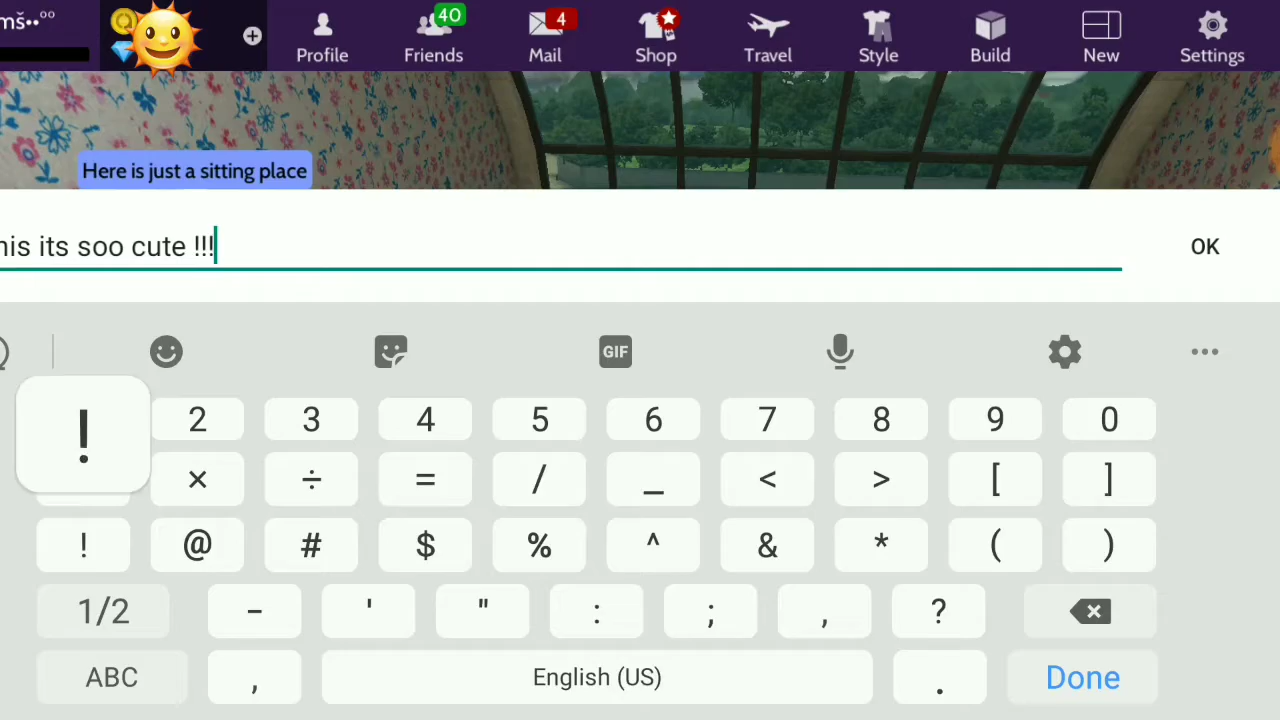 40
4
Profile
Friends
Mail
Shop
Travel
Style
Build
New
Settings
Here is just a sitting place
its soo cute !!!
OK
GIF
!
2 3 4 5 6 7 8 9 0
× ÷ = / _ < > [ ]
! @ # $ % ^ & * ( )
1/2 - ' " : ; , ?
ABC , English (US) . Done